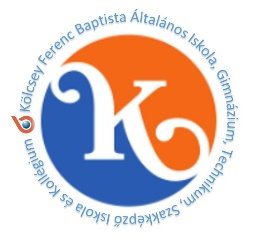 Kölcsey Ferenc Baptista Általános Iskola, Gimnázium, Technikum, Szakképző Iskola és Kollégium
K